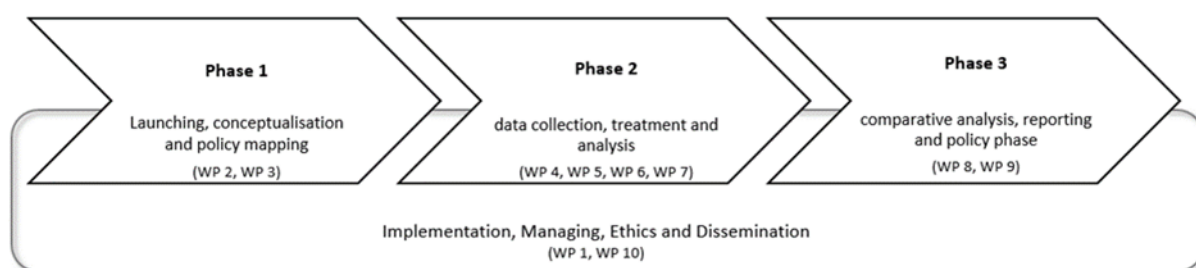 Phase 1
Launching, conceptualisation
and policy mapping
(WP 2, WP 3)
Phase 2
data collection, treatment and
analysis
(WP 4, WP 5, WP 6, WP 7)
Phase 3
comparative analysis, reporting
and policy phase
(WP 8, WP 9)
Implementation, Managing, Ethics and Dissemination
(WP 1, WP 10)